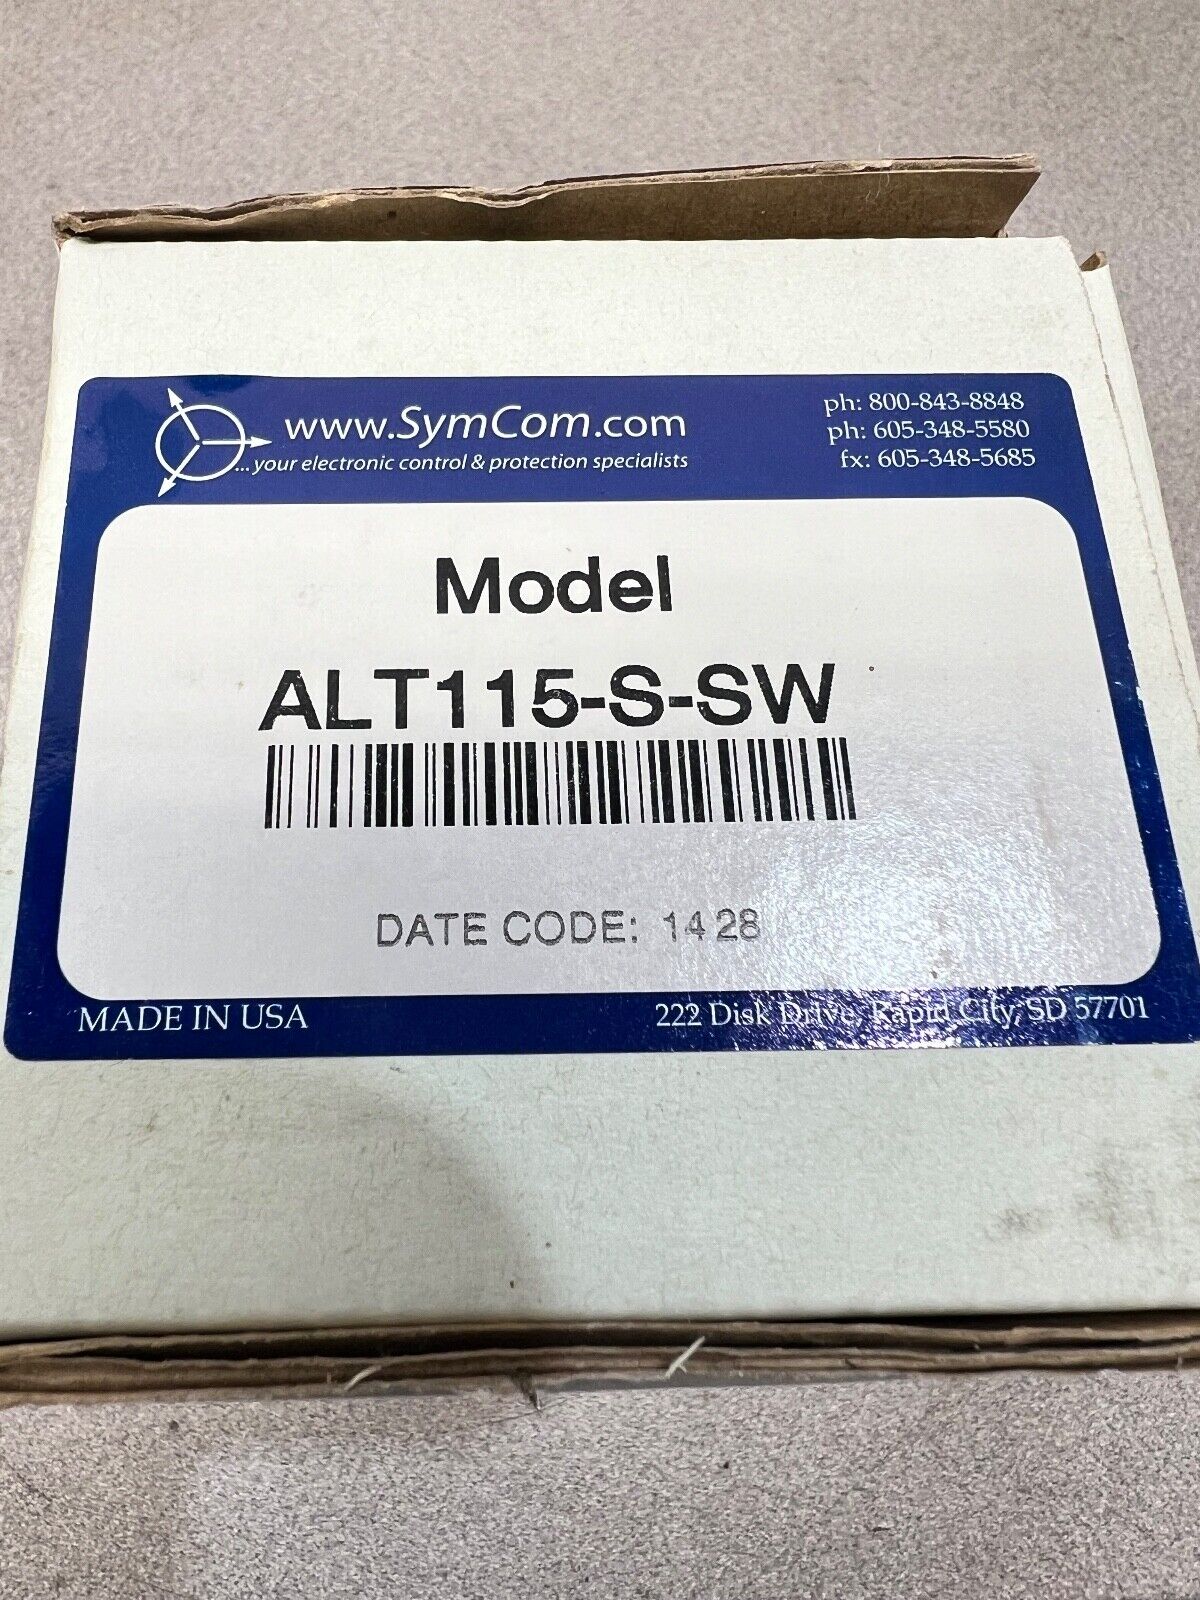 www.SymCom.com
...your electronic control & protection specialists
ph: 800-843-8848
ph: 605-348-5580
fx: 605-348-5685
Model
ALT115-S-SW
DATE CODE: 1428
MADE IN USA
222 Disk Drive, Rapid City, SD 57701